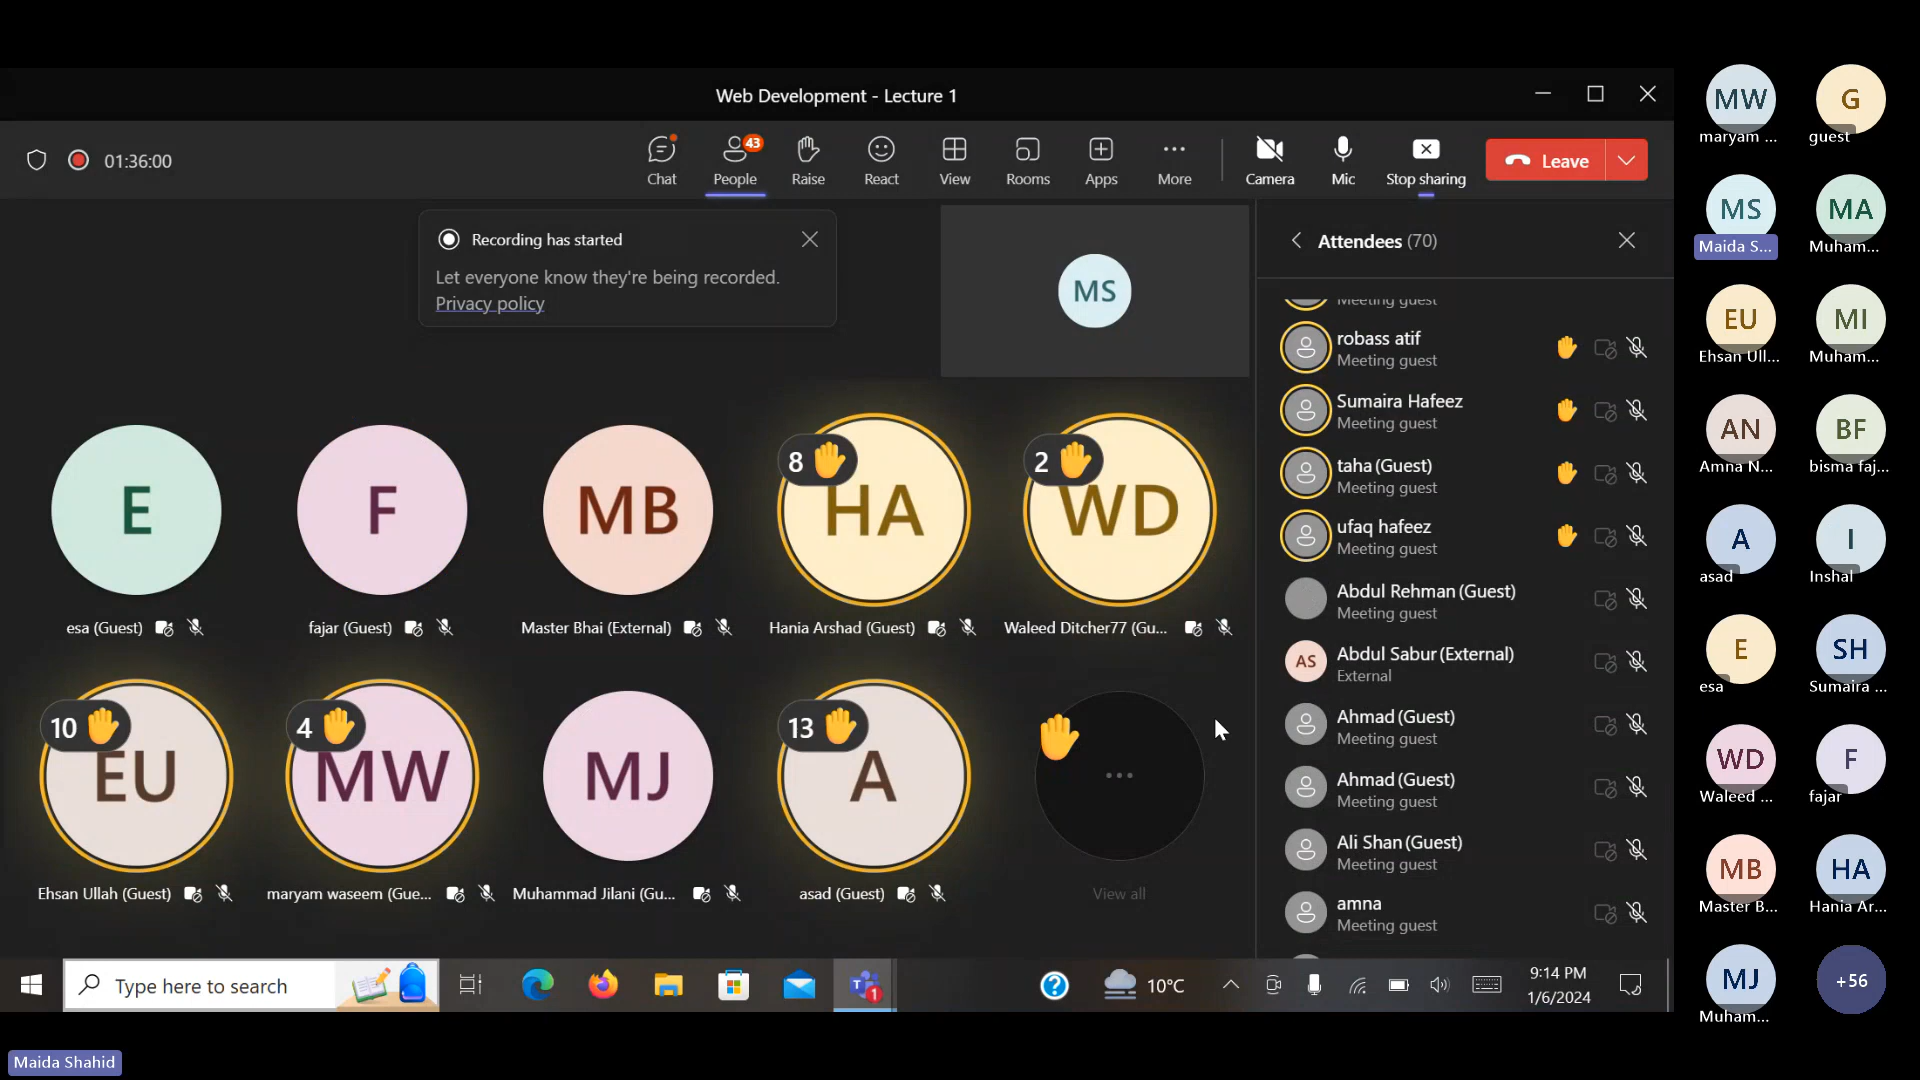 Web Development - Lecture 1
01:36:00
Chat
43
People
Raise
React
View
Rooms
Apps
More
Camera
Mic
Stop sharing
Leave
Recording has started
Let everyone know they're being recorded.
Privacy policy
MS
E
esa (Guest)
F
fajar (Guest)
MB
Master Bhai (External)
8
HA
Hania Arshad (Guest)
2
WD
Waleed Ditcher77 (Gu...
10
EU
Ehsan Ullah (Guest)
4
MW
maryam waseem (Gue...
MJ
Muhammad Jilani (Gu...
13
A
asad (Guest)
View all
Attendees (70)
Meeting guest
robass atif
Meeting guest
Sumaira Hafeez
Meeting guest
taha (Guest)
Meeting guest
ufaq hafeez
Meeting guest
Abdul Rehman (Guest)
Meeting guest
AS
Abdul Sabur (External)
External
Ahmad (Guest)
Meeting guest
Ahmad (Guest)
Meeting guest
Ali Shan (Guest)
Meeting guest
amna
Meeting guest
MW
maryam ...
G
guest
MS
Maida S...
MA
Muham...
EU
Ehsan Ull...
MI
Muham...
AN
Amna N...
BF
bisma faj...
A
asad
I
Inshal
E
esa
SH
Sumaira ...
WD
Waleed ...
F
fajar
MB
Master B...
HA
Hania Ar...
MJ
Muham...
+56
Type here to search
1
10°C
9:14 PM
1/6/2024
Maida Shahid